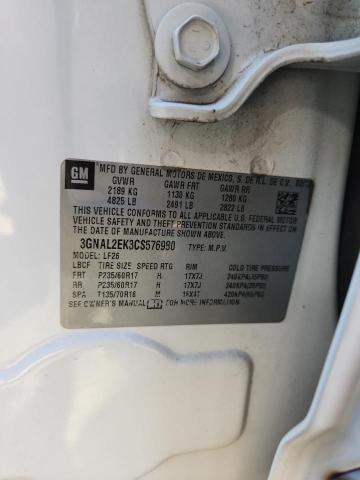 GM
MFD BY GENERAL MOTORS DE MEXICO, S. DE R.L. DE C.V.
GVWR GAWR FRT GAWR RR
2189 KG 1130 KG 1280 KG
4825 LB 2491 LB 2822 LB
THIS VEHICLE CONFORMS TO ALL APPLICABLE U.S. FEDERAL MOTOR
VEHICLE SAFETY, BUMPER, AND THEFT PREVENTION STANDARDS IN EFFECT ON
THE DATE OF MANUFACTURE SHOWN ABOVE.
3GNAL2EK3CS576980 TYPE: M.P.V.
MODEL: LF26
TIRE SIZE SPEED RTG RIM COLD TIRE PRESSURE
FRT P235/60R17 H 17X7J 240KPA(35PSI)
RR P235/60R17 H 17X7J 240KPA(35PSI)
SPA T135/70R16 M 16X4T 420KPA(60PSI)
SEE OWNER'S MANUAL FOR MORE INFORMATION.